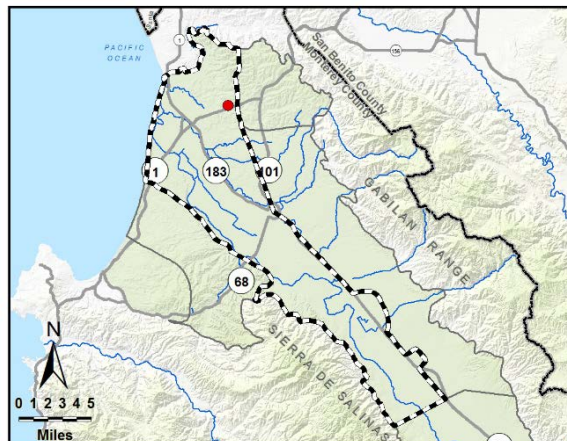 1
156
PACIFIC
OCEAN
San Benito County
Monterey County
1
183
101
GABILAN RANGE
68
SIERRA DE SALINAS
N
0 1 2 3 4 5
Miles